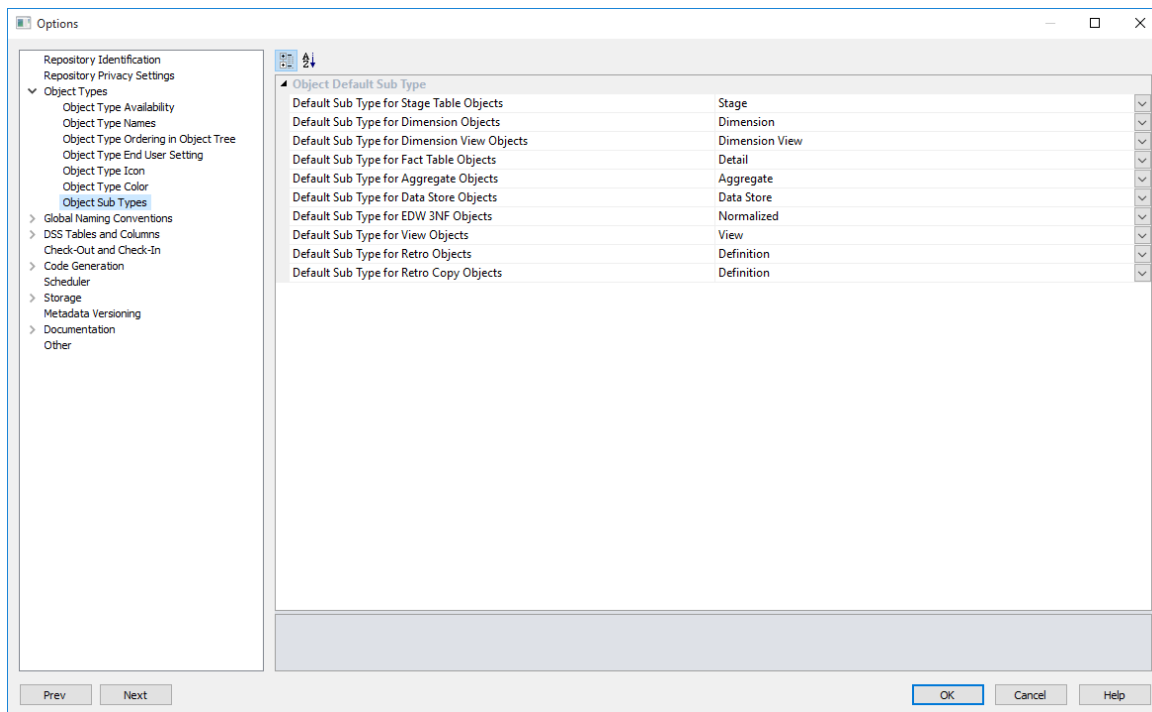 Options
Repository Identification
Repository Privacy Settings
Object Types
Object Type Availability
Object Type Names
Object Type Ordering in Object Tree
Object Type End User Setting
Object Type Icon
Object Type Color
Object Sub Types
Global Naming Conventions
DSS Tables and Columns
Check-Out and Check-In
Code Generation
Scheduler
Storage
Metadata Versioning
Documentation
Other
Object Default Sub Type
Default Sub Type for Stage Table Objects Stage
Default Sub Type for Dimension Objects Dimension
Default Sub Type for Dimension View Objects Dimension View
Default Sub Type for Fact Table Objects Detail
Default Sub Type for Aggregate Objects Aggregate
Default Sub Type for Data Store Objects Data Store
Default Sub Type for EDW 3NF Objects Normalized
Default Sub Type for View Objects View
Default Sub Type for Retro Objects Definition
Default Sub Type for Retro Copy Objects Definition
Prev Next OK Cancel Help